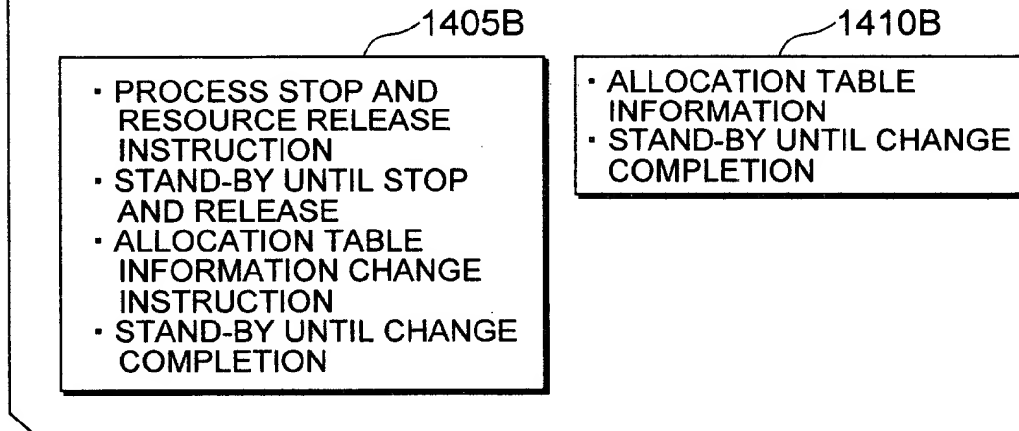 1405B
· PROCESS STOP AND
RESOURCE RELEASE
INSTRUCTION
· STAND-BY UNTIL STOP
AND RELEASE
· ALLOCATION TABLE
INFORMATION CHANGE
INSTRUCTION
· STAND-BY UNTIL CHANGE
COMPLETION
1410B
· ALLOCATION TABLE
INFORMATION
· STAND-BY UNTIL CHANGE
COMPLETION